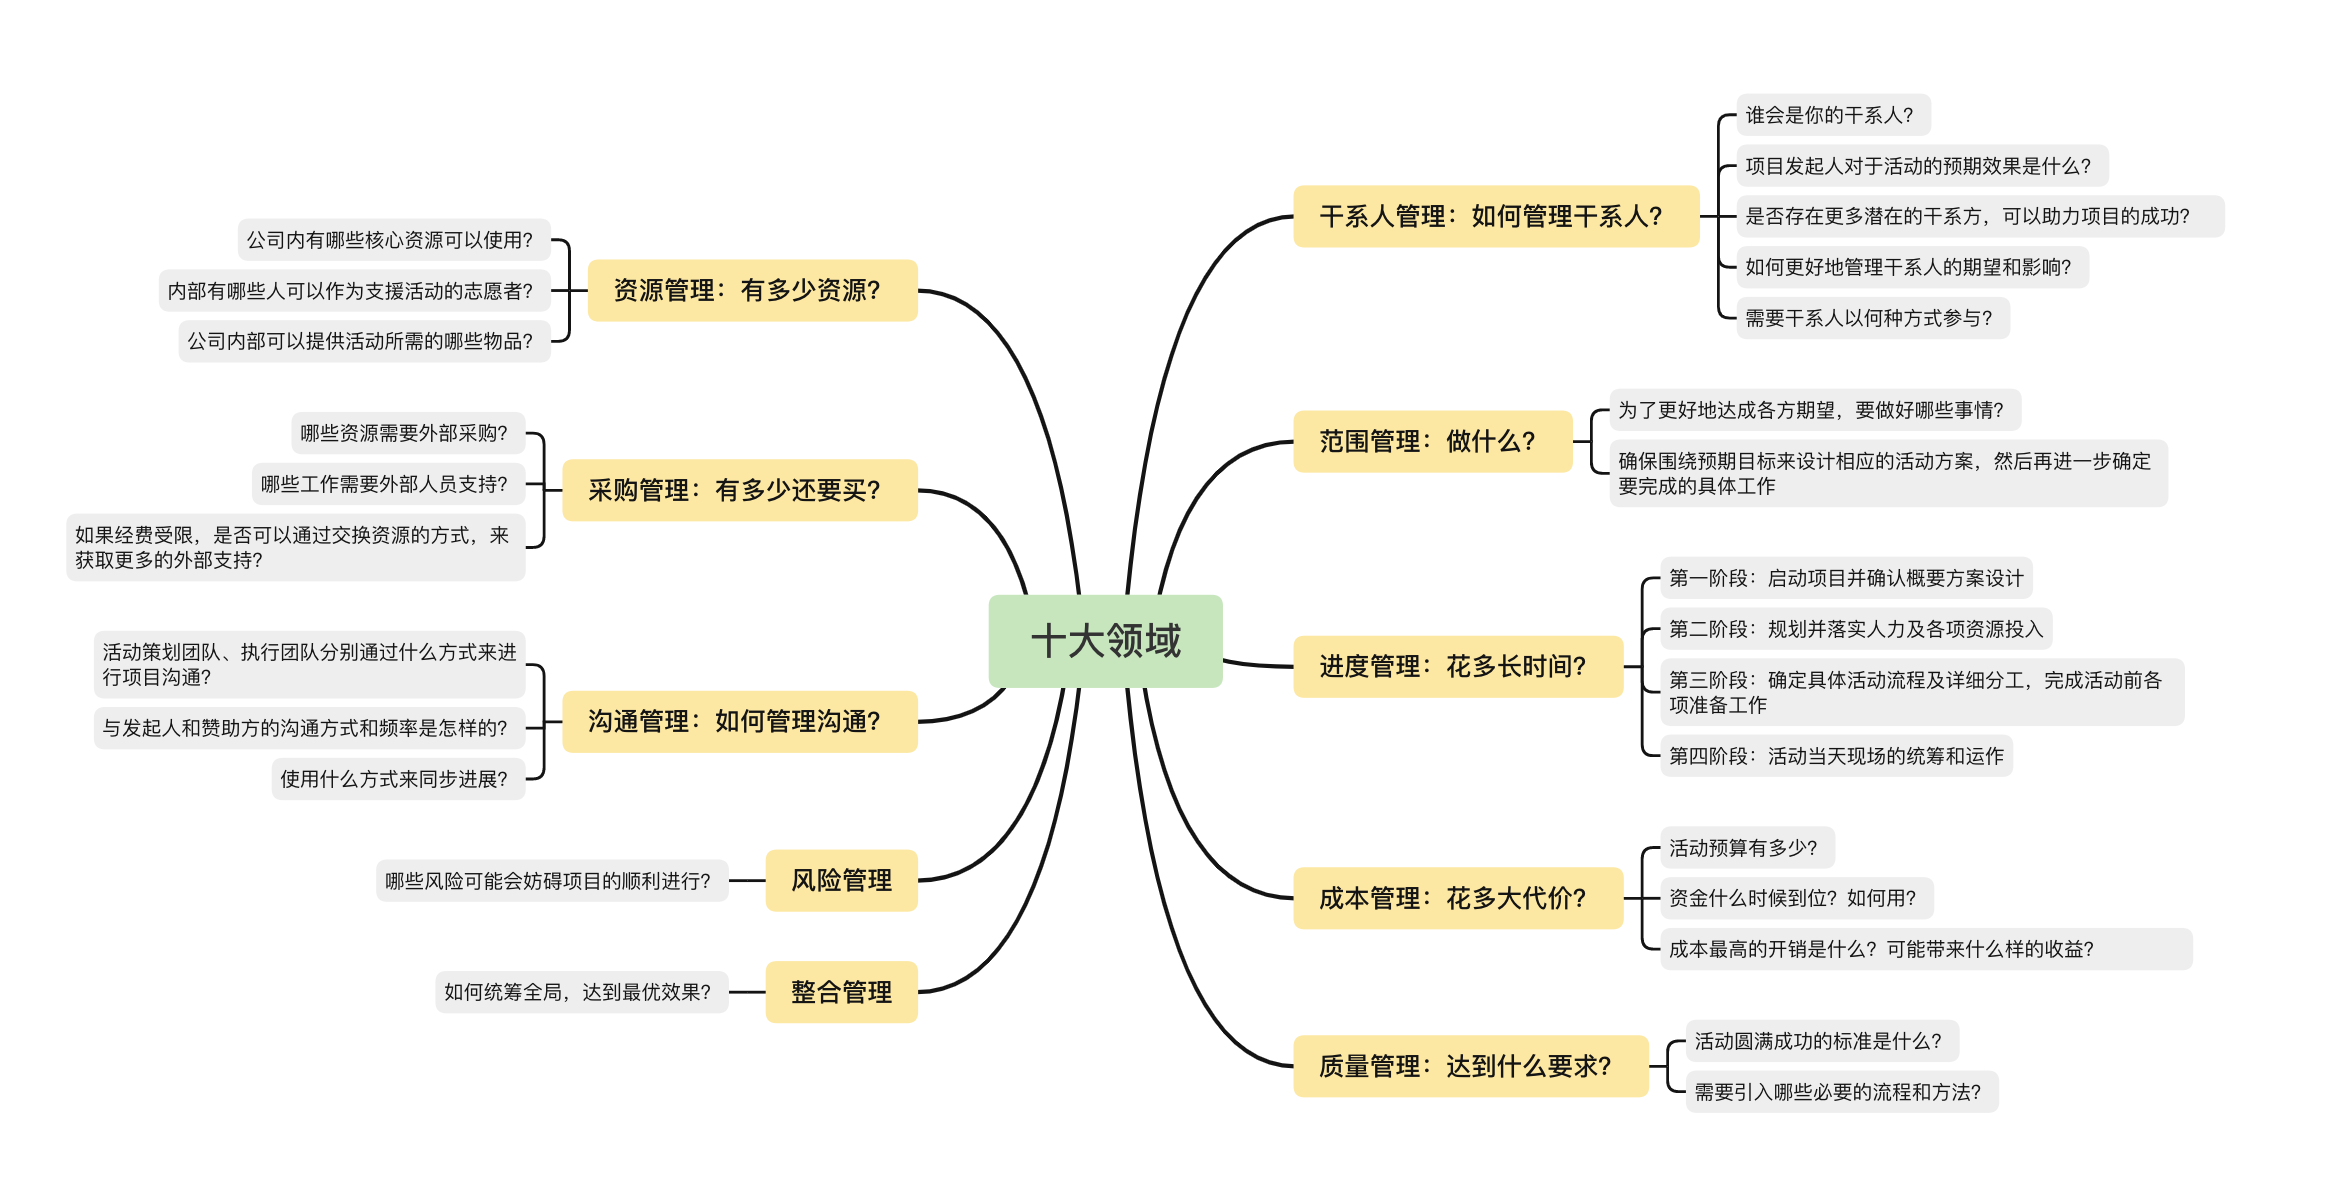 十大领域
干系人管理：如何管理干系人？
谁会是你的干系人？
项目发起人对于活动的预期效果是什么？
是否存在更多潜在的干系方，可以助力项目的成功？
如何更好地管理干系人的期望和影响？
需要干系人以何种方式参与？
范围管理：做什么？
为了更好地达成各方期望，要做好哪些事情？
确保围绕预期目标来设计相应的活动方案，然后再进一步确定
要完成的具体工作
进度管理：花多长时间？
第一阶段：启动项目并确认概要方案设计
第二阶段：规划并落实人力及各项资源投入
第三阶段：确定具体活动流程及详细分工，完成活动前各
项准备工作
第四阶段：活动当天现场的统筹和运作
成本管理：花多大代价？
活动预算有多少？
资金什么时候到位？如何用？
成本最高的开销是什么？可能带来什么样的收益？
质量管理：达到什么要求？
活动圆满成功的标准是什么？
需要引入哪些必要的流程和方法？
资源管理：有多少资源？
公司内有哪些核心资源可以使用？
内部有哪些人可以作为支援活动的志愿者？
公司内部可以提供活动所需的哪些物品？
采购管理：有多少还要买？
哪些资源需要外部采购？
哪些工作需要外部人员支持？
如果经费受限，是否可以通过交换资源的方式，来
获取更多的外部支持？
沟通管理：如何管理沟通？
活动策划团队、执行团队分别通过什么方式来进
行项目沟通？
与发起人和赞助方的沟通方式和频率是怎样的？
使用什么方式来同步进展？
风险管理
哪些风险可能会妨碍项目的顺利进行？
整合管理
如何统筹全局，达到最优效果？